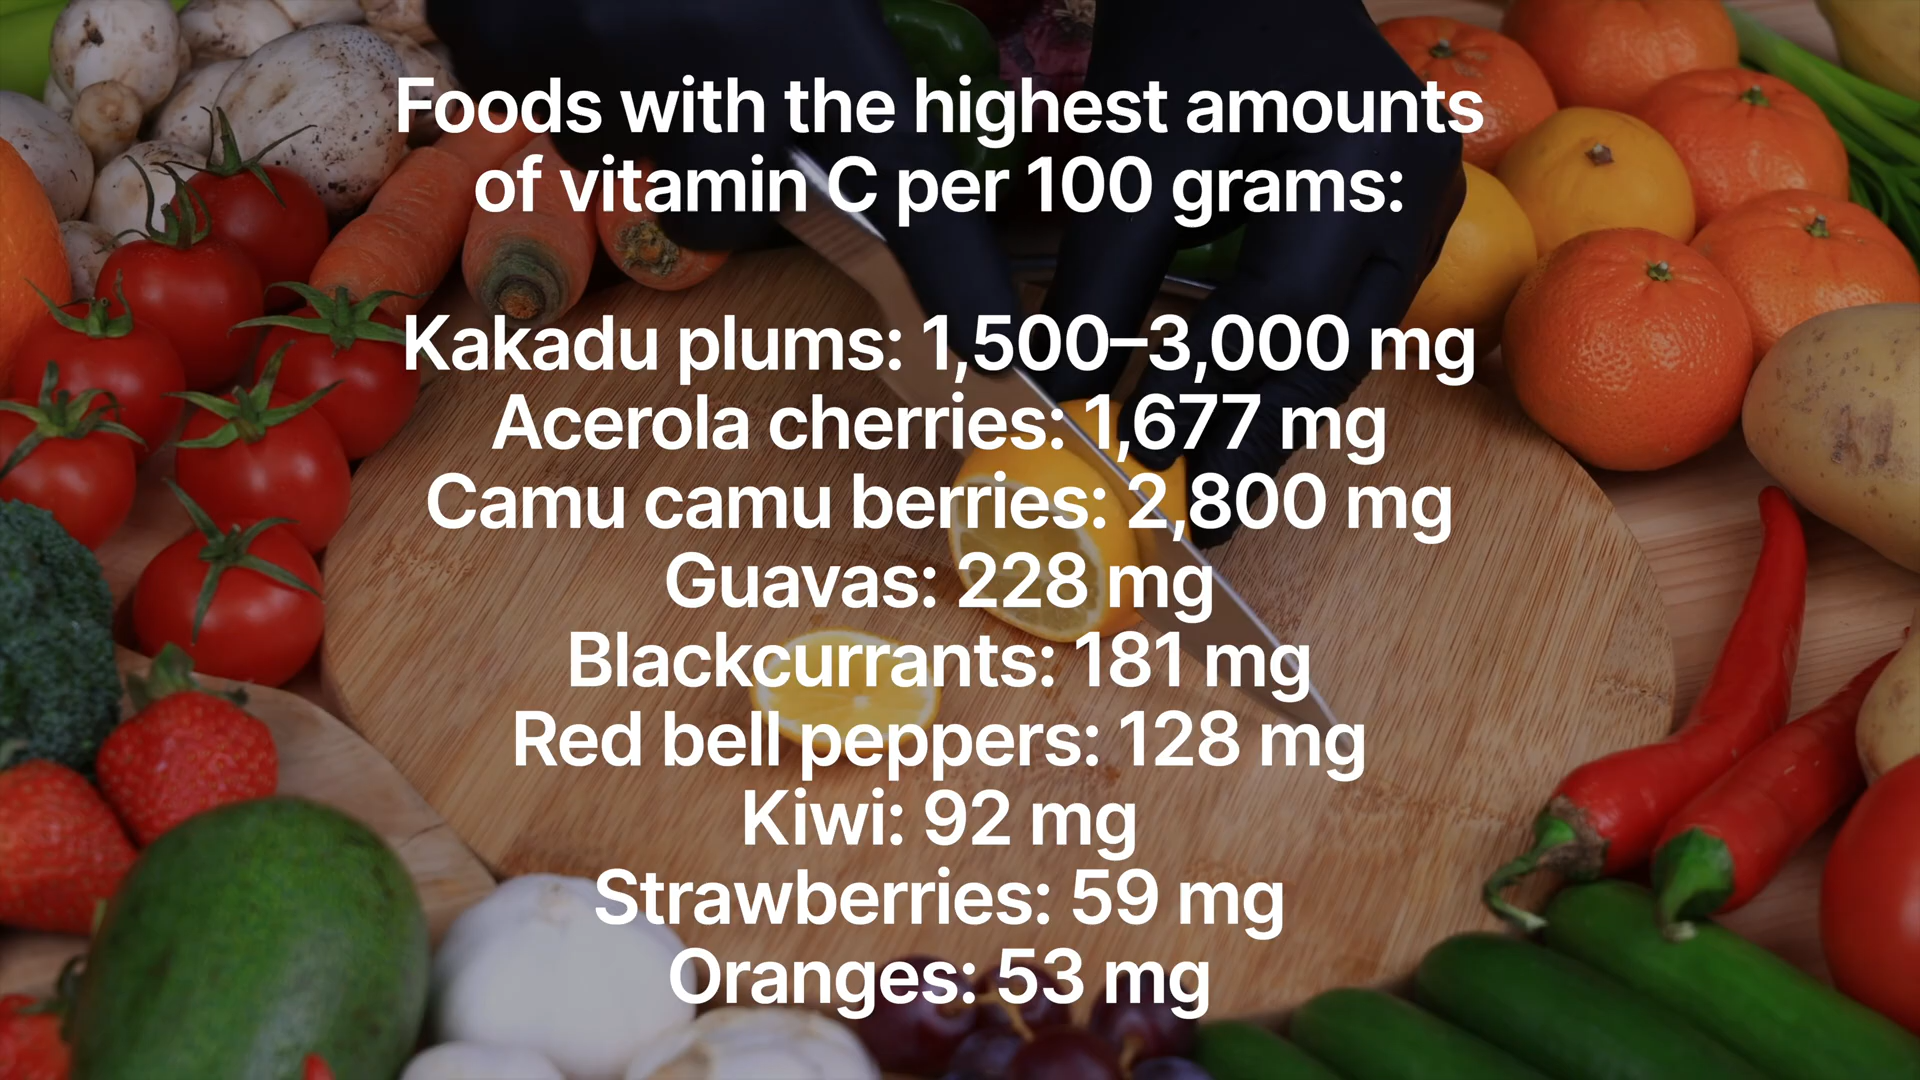 Foods with the highest amounts
of vitamin C per 100 grams:
Kakadu plums: 1,500–3,000 mg
Acerola cherries: 1,677 mg
Camu camu berries: 2,800 mg
Guavas: 228 mg
Blackcurrants: 181 mg
Red bell peppers: 128 mg
Kiwi: 92 mg
Strawberries: 59 mg
Oranges: 53 mg